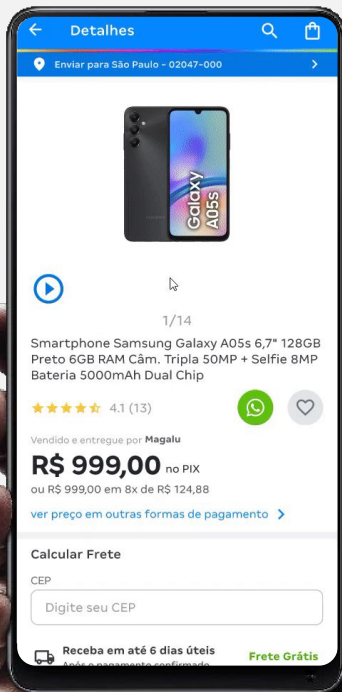 Detalhes
Enviar para São Paulo - 02047-000
Galaxy
A05s
1/14
Smartphone Samsung Galaxy A05s 6,7" 128GB
Preto 6GB RAM Câm. Tripla 50MP + Selfie 8MP
Bateria 5000mAh Dual Chip
4.1 (13)
Vendido e entregue por Magalu
R$ 999,00 no PIX
ou R$ 999,00 em 8x de R$ 124,88
ver preço em outras formas de pagamento
Calcular Frete
CEP
Digite seu CEP
Receba em até 6 dias úteis Frete Grátis
Após o pagamento confirmado